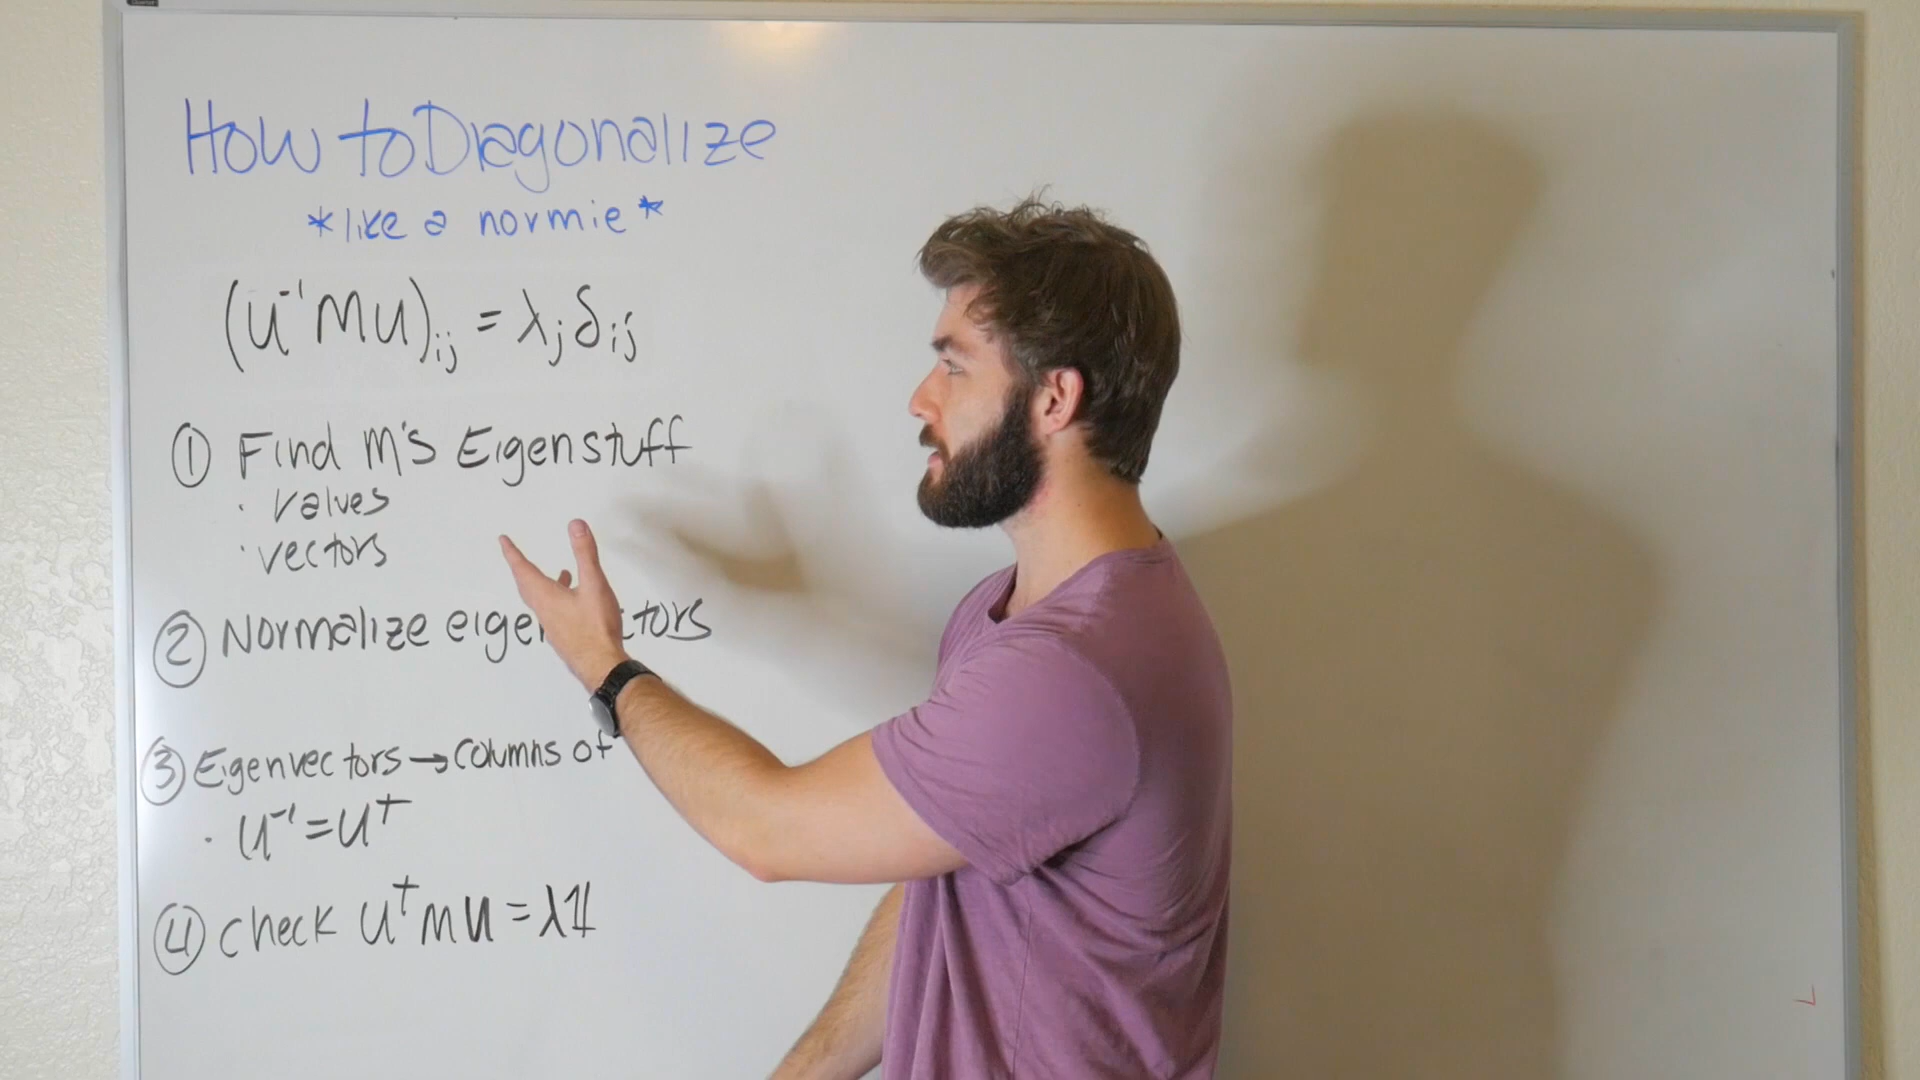 How to Diagonalize
*like a normie*
(U⁻¹MU)ᵢⱼ = λⱼδᵢⱼ
① Find M's Eigenstuff
· values
· vectors
② Normalize
③ Eigenvectors → columns of
· U⁻¹ = U†
④ check U†MU = λ𝟙